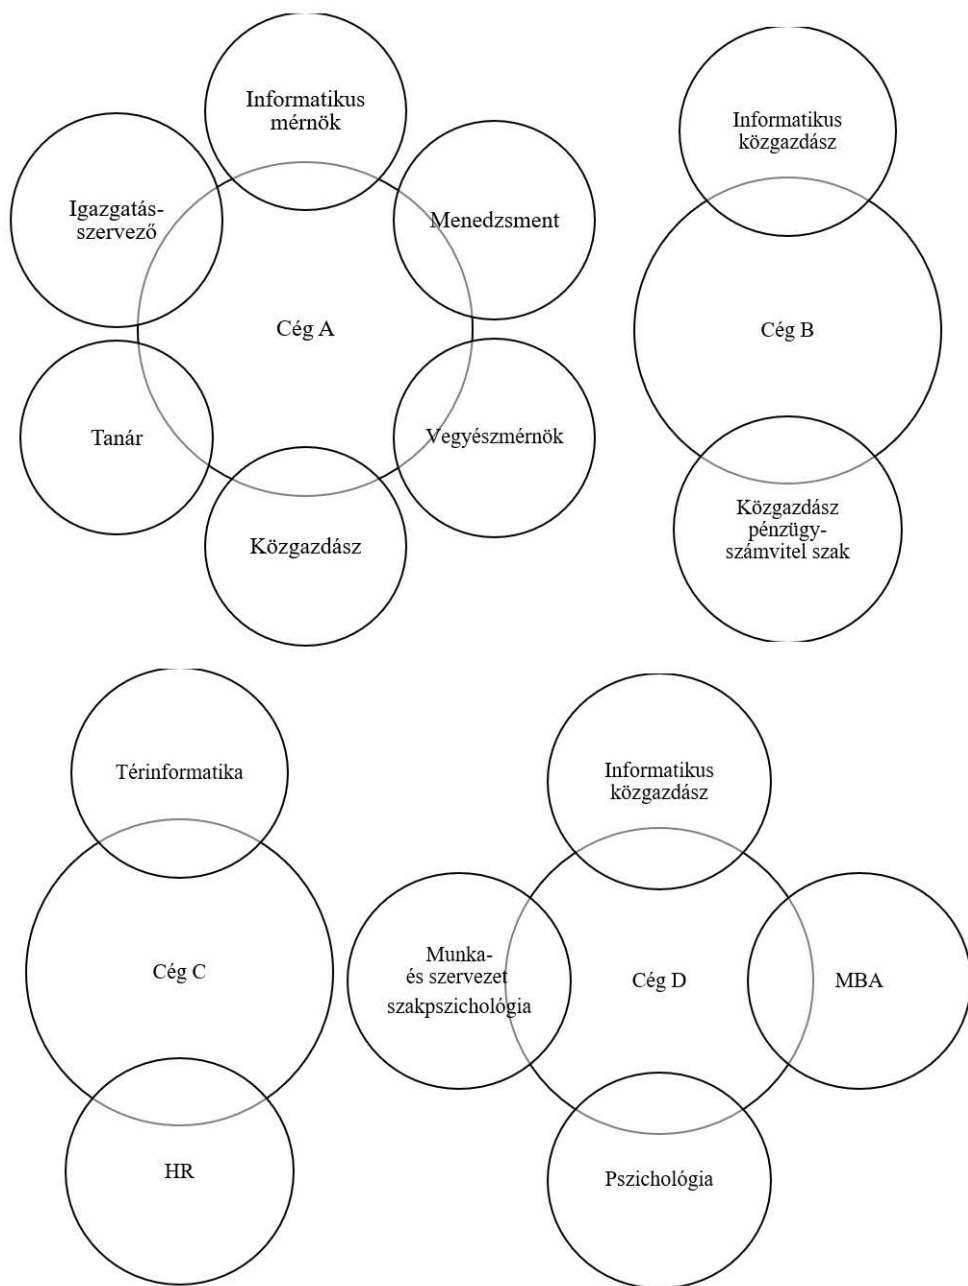 Informatikus
mérnök
Igazgatás-
szervező
Menedzsment
Cég A
Tanár
Vegyészmérnök
Közgazdász
Informatikus
közgazdász
Cég B
Közgazdász
pénzügy-
számvitel szak
Térinformatika
Cég C
HR
Informatikus
közgazdász
Munka-
és szervezet
szakpszichológia
Cég D
MBA
Pszichológia